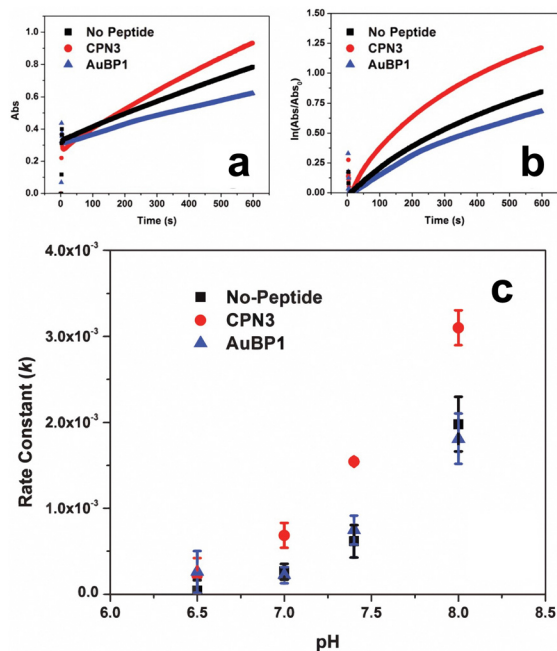 No Peptide
CPN3
AuBP1
Abs
1.0
0.8
0.6
0.4
0.2
0.0
0 100 200 300 400 500 600
Time (s)
a
No Peptide
CPN3
AuBP1
ln(Abs/Abs₀)
1.25
1.00
0.75
0.50
0.25
0.00
0 100 200 300 400 500 600
Time (s)
b
c
No-Peptide
CPN3
AuBP1
Rate Constant (k)
4.0x10⁻³
3.0x10⁻³
2.0x10⁻³
1.0x10⁻³
0.0
6.0 6.5 7.0 7.5 8.0 8.5
pH